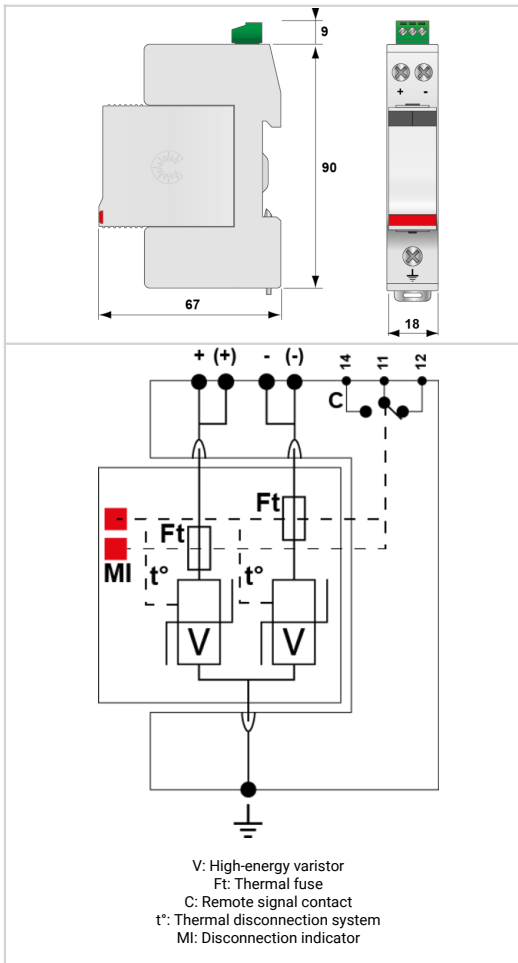 9
+ -
90
67
18
+ (+) - (-) 14 11 12
C
Ft
Ft
MI t° t°
V V
V: High-energy varistor
Ft: Thermal fuse
C: Remote signal contact
t°: Thermal disconnection system
MI: Disconnection indicator